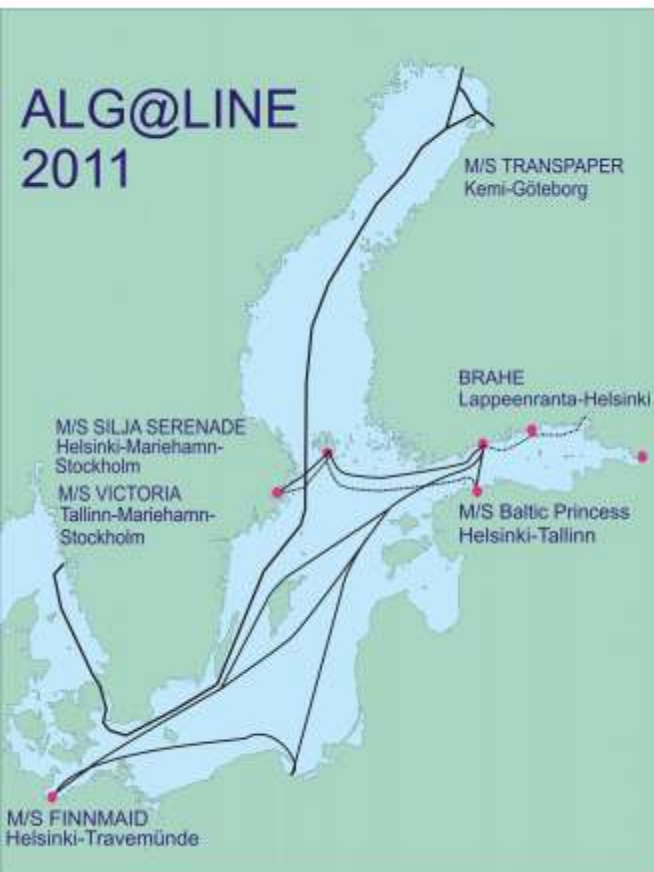 ALG@LINE
2011
M/S TRANSPAPER
Kemi-Göteborg
BRAHE
Lappeenranta-Helsinki
M/S SILJA SERENADE
Helsinki-Mariehamn-
Stockholm
M/S VICTORIA
Tallinn-Mariehamn-
Stockholm
M/S Baltic Princess
Helsinki-Tallinn
M/S FINNMAID
Helsinki-Travemünde